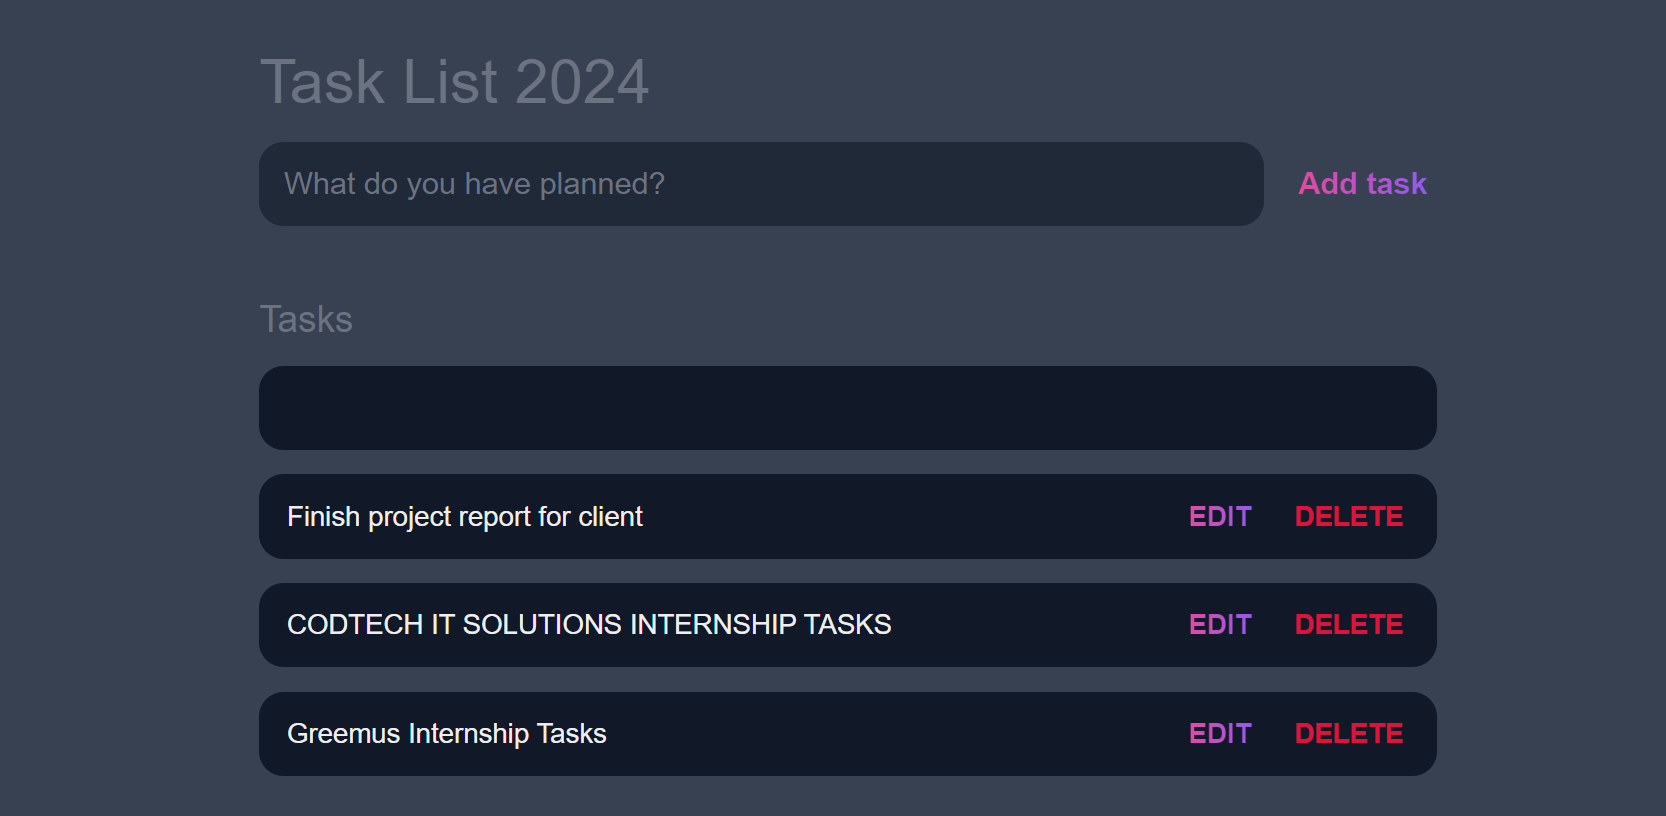 Task List 2024
What do you have planned? Add task
Tasks
Finish project report for client EDIT DELETE
CODTECH IT SOLUTIONS INTERNSHIP TASKS EDIT DELETE
Greemus Internship Tasks EDIT DELETE